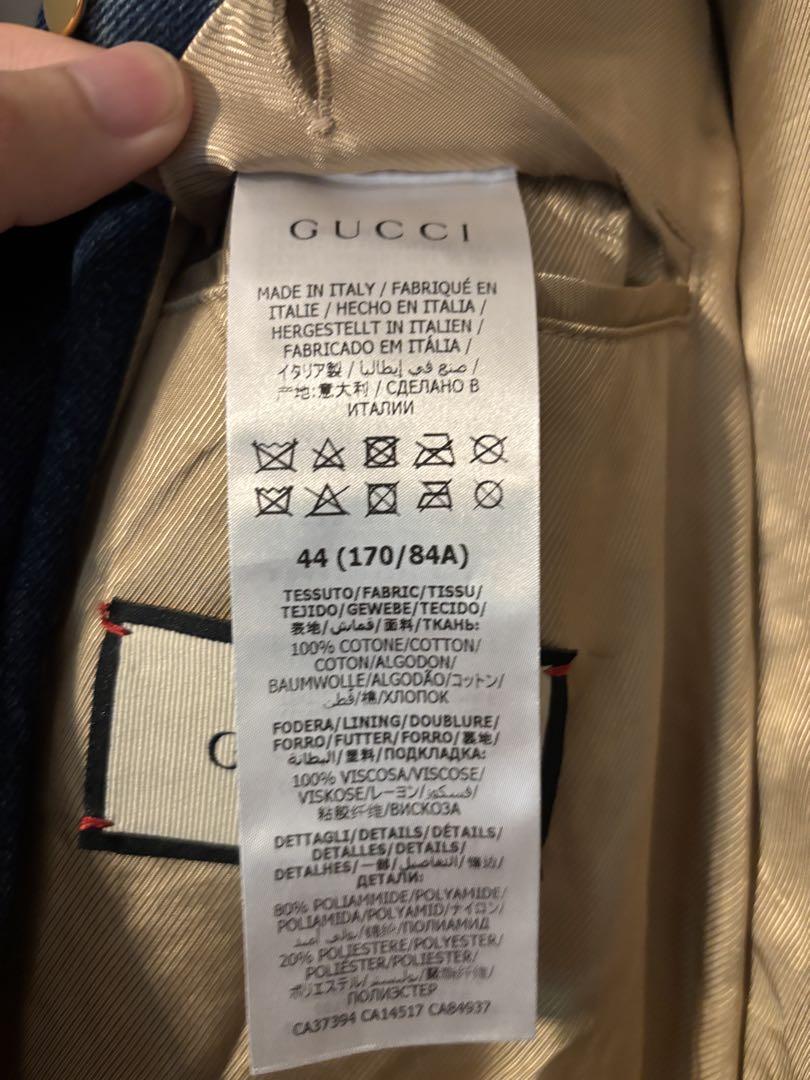 GUCCI
MADE IN ITALY / FABRIQUÉ EN
ITALIE / HECHO EN ITALIA /
HERGESTELLT IN ITALIEN /
FABRICADO EM ITÁLIA /
イタリア製 / صنع في إيطاليا /
产地:意大利 / СДЕЛАНО В
ИТАЛИИ
44 (170/84A)
TESSUTO/FABRIC/TISSU/
TEJIDO/GEWEBE/TECIDO/
表地/قماش/面料/ТКАНЬ:
100% COTONE/COTTON/
COTON/ALGODON/
BAUMWOLLE/ALGODÃO/コットン/
قطن/棉/ХЛОПОК
FODERA/LINING/DOUBLURE/
FORRO/FUTTER/FORRO/裏地/
البطانة/里料/ПОДКЛАДКА:
100% VISCOSA/VISCOSE/
VISKOSE/レーヨン/فسكوز/
粘胶纤维/ВИСКОЗА
DETTAGLI/DETAILS/DÉTAILS/
DETALLES/DETAILS/
DETALHES/一部/التفاصيل/
ДЕТАЛИ:
80% POLIAMMIDE/POLYAMIDE/
POLIAMIDA/POLYAMID/ナイロン/
ПОЛИАМИД
20% POLIESTERE/POLYESTER/
POLIÉSTER/POLYESTER/
ポリエステル/
ПОЛИЭСТЕР
CA37394 CA14517 CA84937
G